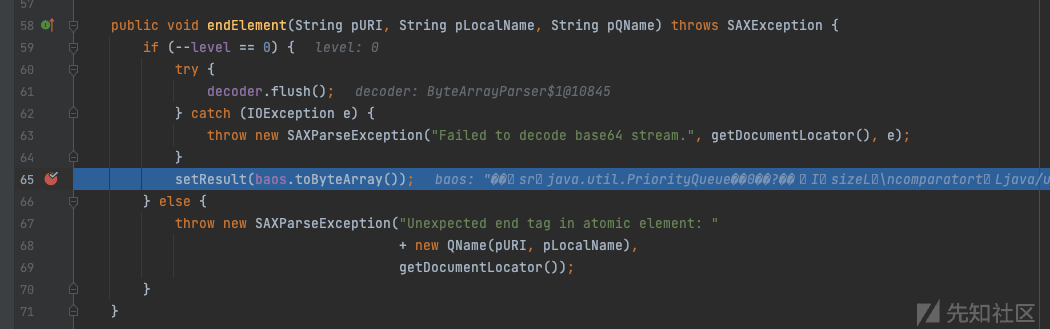 57
58 public void endElement(String pURI, String pLocalName, String pQName) throws SAXException {
59 if (--level == 0) { level: 0
60 try {
61 decoder.flush(); decoder: ByteArrayParser$1@10845
62 } catch (IOException e) {
63 throw new SAXParseException("Failed to decode base64 stream.", getDocumentLocator(), e);
64 }
65 setResult(baos.toByteArray()); baos: "��sr java.util.PriorityQueue��0��?�� I sizeL \ncomparatort Ljava/u
66 } else {
67 throw new SAXParseException("Unexpected end tag in atomic element: "
68 + new QName(pURI, pLocalName),
69 getDocumentLocator());
70 }
71 }
先知社区